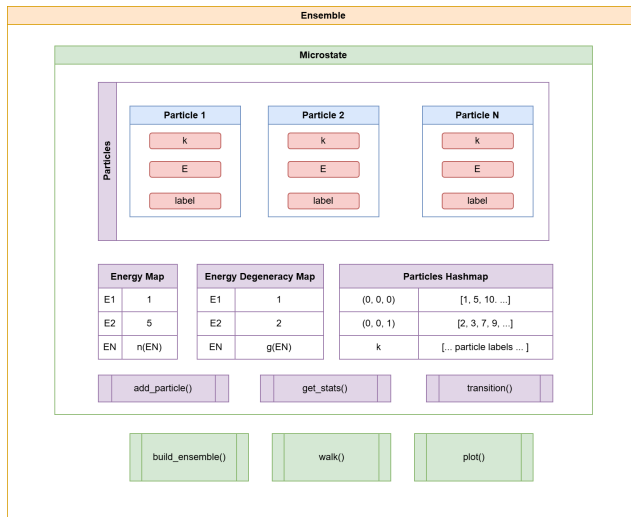 Ensemble
Microstate
Particles
Particle 1
k
E
label
Particle 2
k
E
label
Particle N
k
E
label
Energy Map
E1 1
E2 5
EN n(EN)
Energy Degeneracy Map
E1 1
E2 2
EN g(EN)
Particles Hashmap
(0, 0, 0) [1, 5, 10. ...]
(0, 0, 1) [2, 3, 7, 9, ...]
k [... particle labels ... ]
add_particle()
get_stats()
transition()
build_ensemble()
walk()
plot()